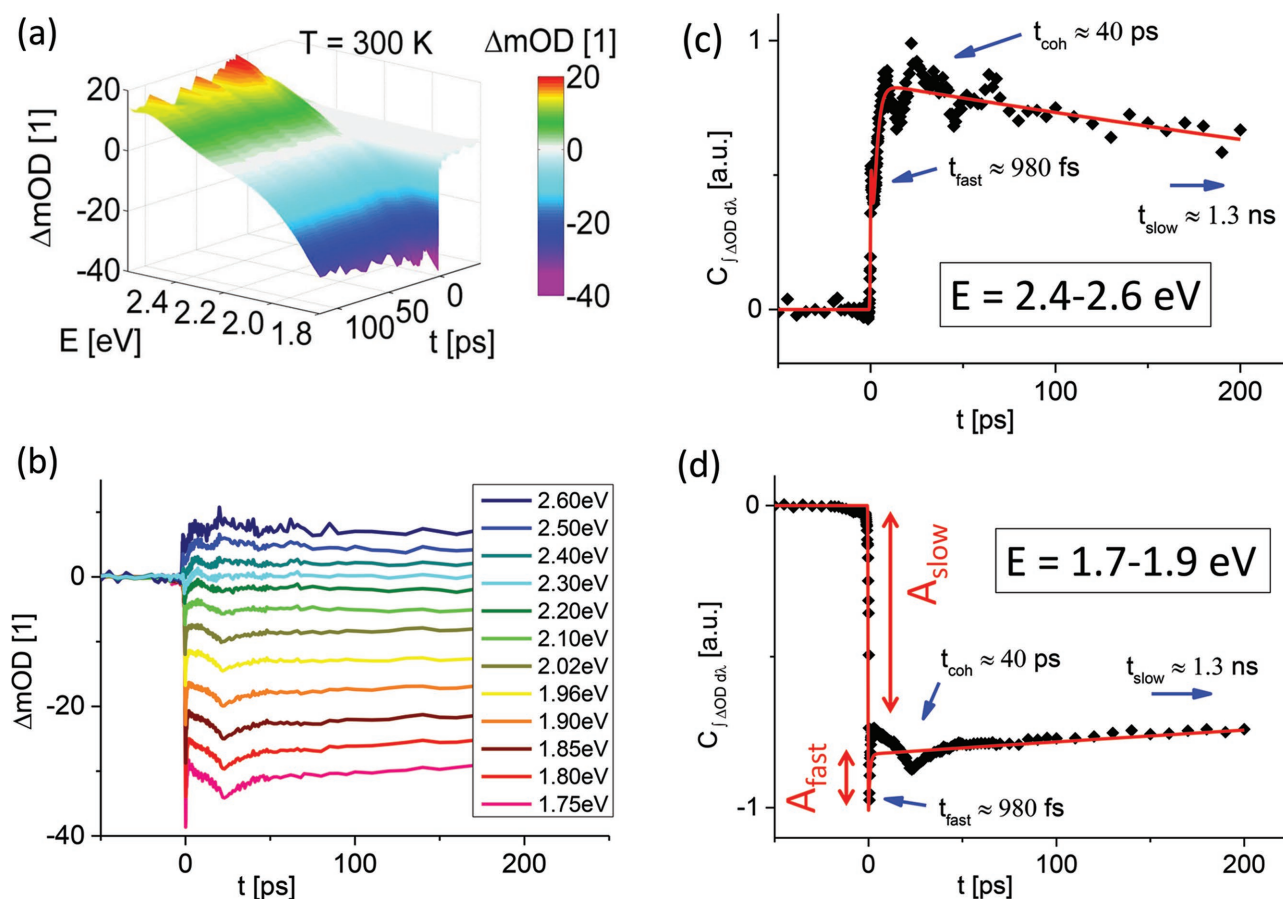 (a)
T = 300 K
ΔmOD [1]
20
0
-20
-40
ΔmOD [1]
20
0
-20
-40
2.4
2.2
2.0
1.8
E [eV]
100
50
0
t [ps]
(b)
ΔmOD [1]
0
-20
-40
0
100
200
t [ps]
2.60eV
2.50eV
2.40eV
2.30eV
2.20eV
2.10eV
2.02eV
1.96eV
1.90eV
1.85eV
1.80eV
1.75eV
(c)
C∫ ΔOD dλ [a.u.]
1
0
t_coh ≈ 40 ps
t_fast ≈ 980 fs
t_slow ≈ 1.3 ns
E = 2.4-2.6 eV
0
100
200
t [ps]
(d)
C∫ ΔOD dλ [a.u.]
0
-1
E = 1.7-1.9 eV
A_slow
t_coh ≈ 40 ps
t_slow ≈ 1.3 ns
A_fast
t_fast ≈ 980 fs
0
100
200
t [ps]